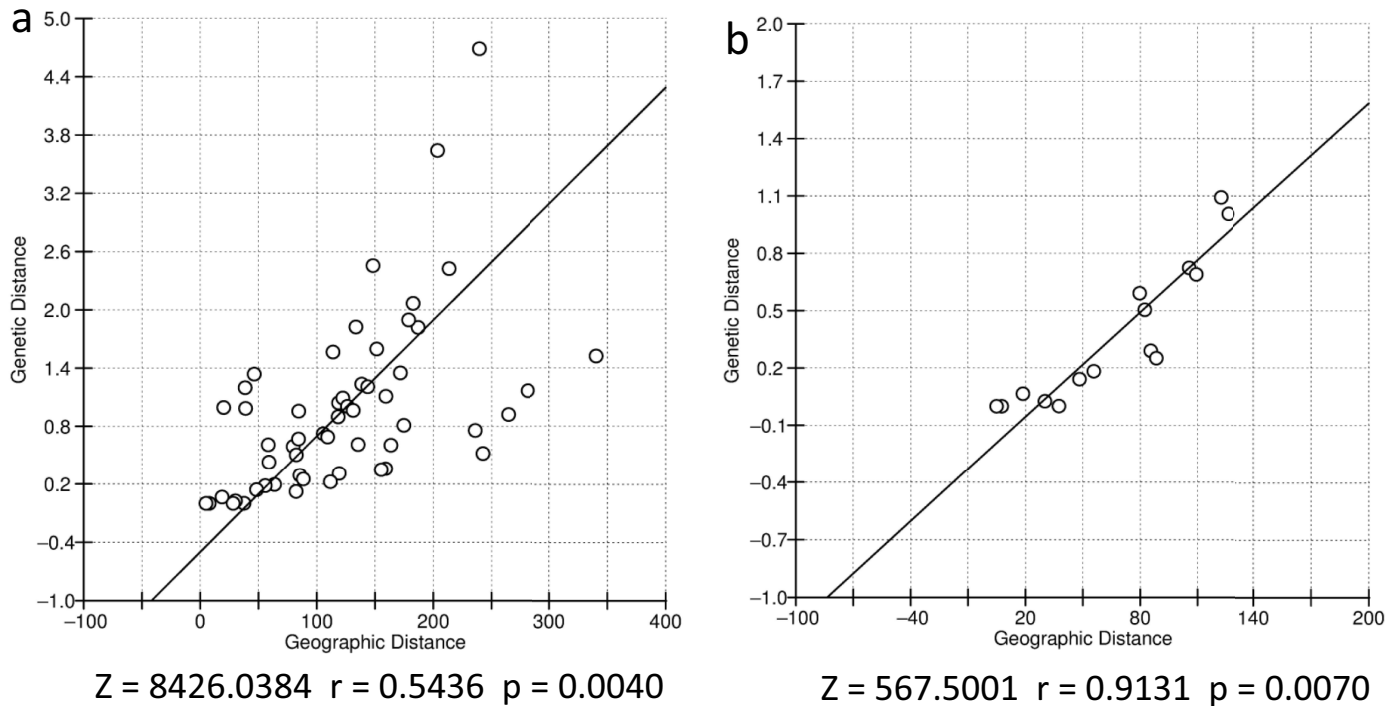 a
5.0
4.4
3.8
3.2
2.6
2.0
1.4
0.8
0.2
−0.4
−1.0
Genetic Distance
−100 0 100 200 300 400
Geographic Distance
Z = 8426.0384 r = 0.5436 p = 0.0040
b
2.0
1.7
1.4
1.1
0.8
0.5
0.2
−0.1
−0.4
−0.7
−1.0
Genetic Distance
−100 −40 20 80 140 200
Geographic Distance
Z = 567.5001 r = 0.9131 p = 0.0070